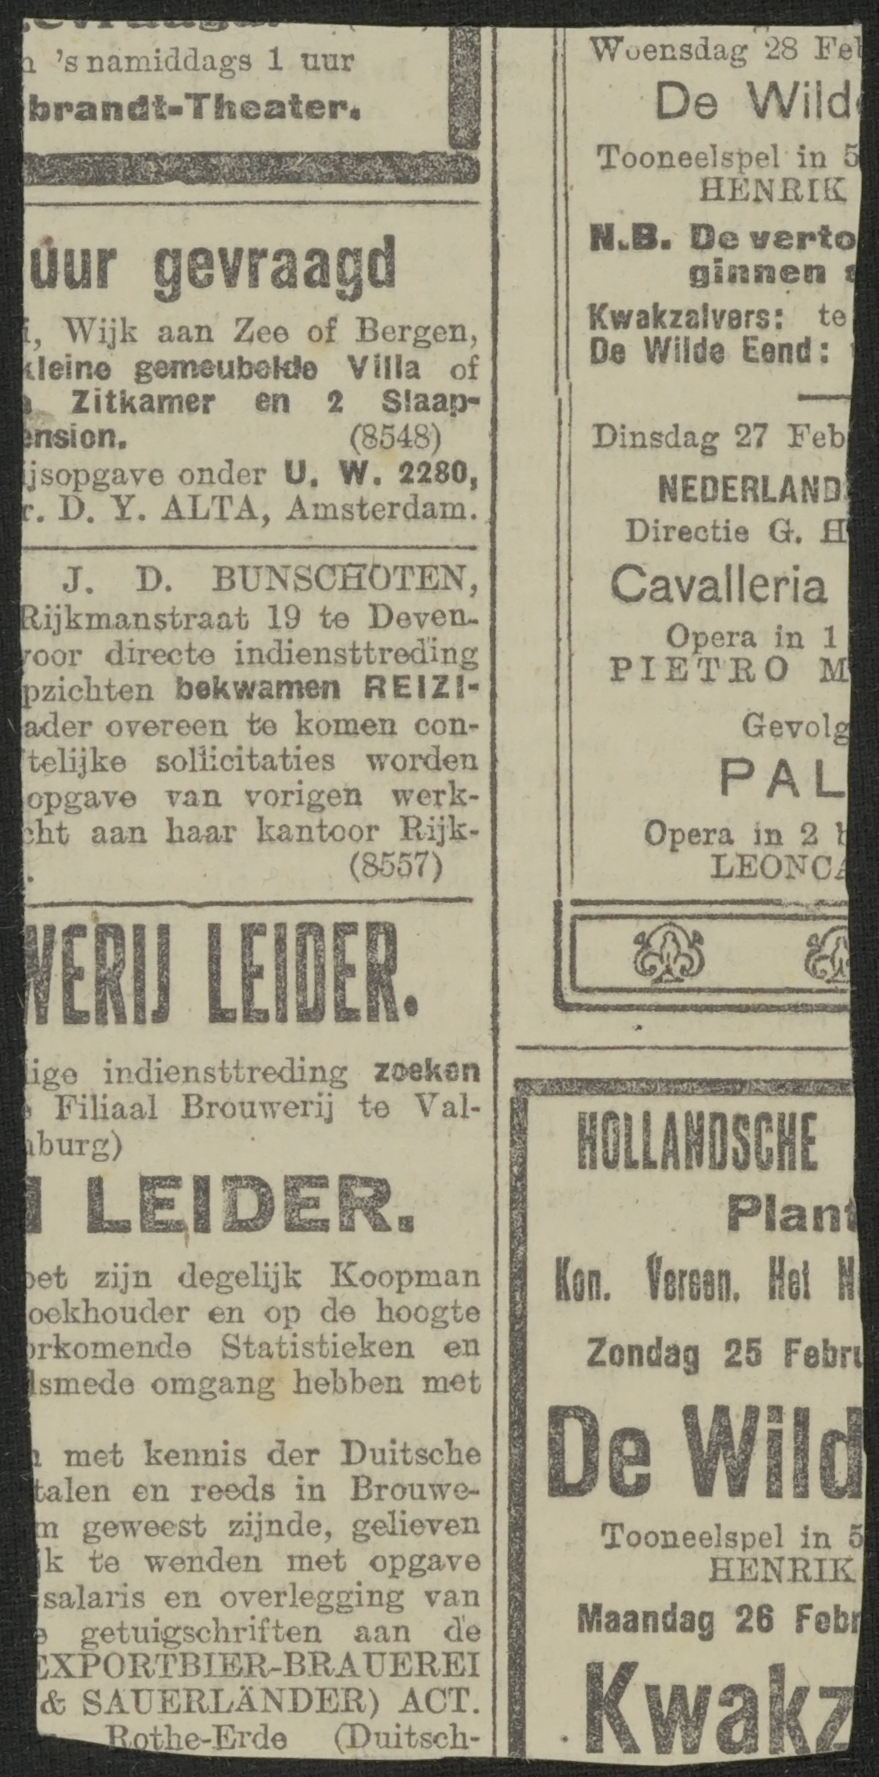 'snamiddags 1 uur
brandt-Theater.
uur gevraagd
Wijk aan Zee of Bergen,
kleine gemeubelde Villa of
Zitkamer en 2 Slaap-
ension. (8548)
ijsopgave onder U. W. 2280,
r. D. Y. ALTA, Amsterdam.
J. D. BUNSCHOTEN,
Rijkmanstraat 19 te Deven-
voor directe indiensttreding
pzichten bekwamen REIZI-
ader overeen te komen con-
telijke sollicitaties worden
opgave van vorigen werk-
cht aan haar kantoor Rijk-
. (8557)
WERIJ LEIDER.
ige indiensttreding zoeken
Filiaal Brouwerij te Val-
burg)
LEIDER.
oet zijn degelijk Koopman
oekhouder en op de hoogte
orkomende Statistieken en
lsmede omgang hebben met
met kennis der Duitsche
talen en reeds in Brouwe-
m geweest zijnde, gelieven
jk te wenden met opgave
salaris en overlegging van
getuigschriften aan de
EXPORTBIER-BRAUEREI
& SAUERLÄNDER) ACT.
Rothe-Erde (Duitsch-
Woensdag 28 Feb
De Wild
Tooneelspel in 5
HENRIK
N.B. De verto
ginnen
Kwakzalvers: te
De Wilde Eend:
Dinsdag 27 Feb
NEDERLAND
Directie G. H
Cavalleria
Opera in 1
PIETRO M
Gevolg
PAL
Opera in 2 b
LEONCA
HOLLANDSCHE
Plant
Kon. Vereen. Het N
Zondag 25 Febru
De Wild
Tooneelspel in 5
HENRIK
Maandag 26 Febr
Kwakz